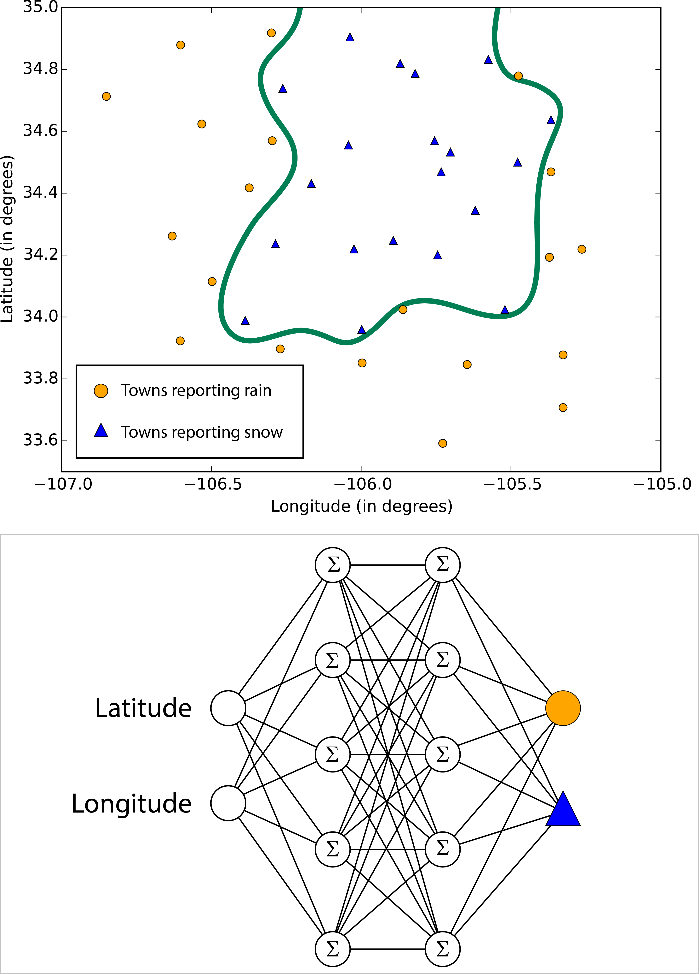 35.0
34.8
34.6
34.4
34.2
34.0
33.8
33.6
Latitude (in degrees)
Towns reporting rain
Towns reporting snow
−107.0 −106.5 −106.0 −105.5 −105.0
Longitude (in degrees)
Σ Σ
Σ Σ
Latitude
Σ Σ
Longitude
Σ Σ
Σ Σ